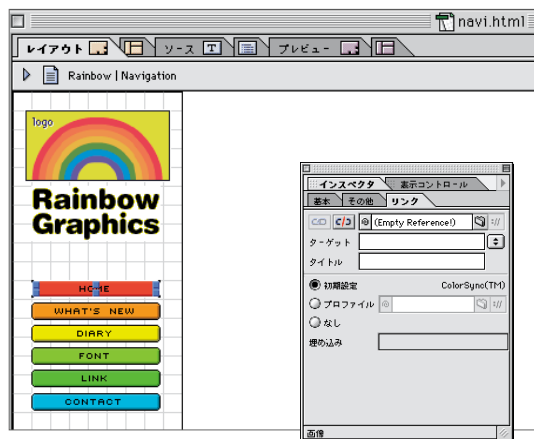 navi.html
レイアウト ソース プレビュー
Rainbow | Navigation
logo
Rainbow
Graphics
HOME
WHAT'S NEW
DIARY
FONT
LINK
CONTACT
インスペクタ 表示コントロール
基本 その他 リンク
(Empty Reference!)
ターゲット
タイトル
初期設定 ColorSync(TM)
プロファイル
なし
埋め込み
画像